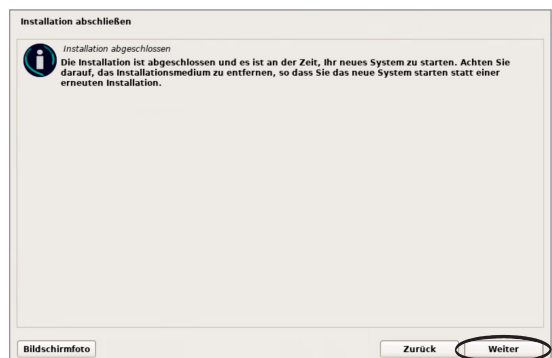 Installation abschließen
Installation abgeschlossen
Die Installation ist abgeschlossen und es ist an der Zeit, Ihr neues System zu starten. Achten Sie
darauf, das Installationsmedium zu entfernen, so dass Sie das neue System starten statt einer
erneuten Installation.
Bildschirmfoto
Zurück
Weiter